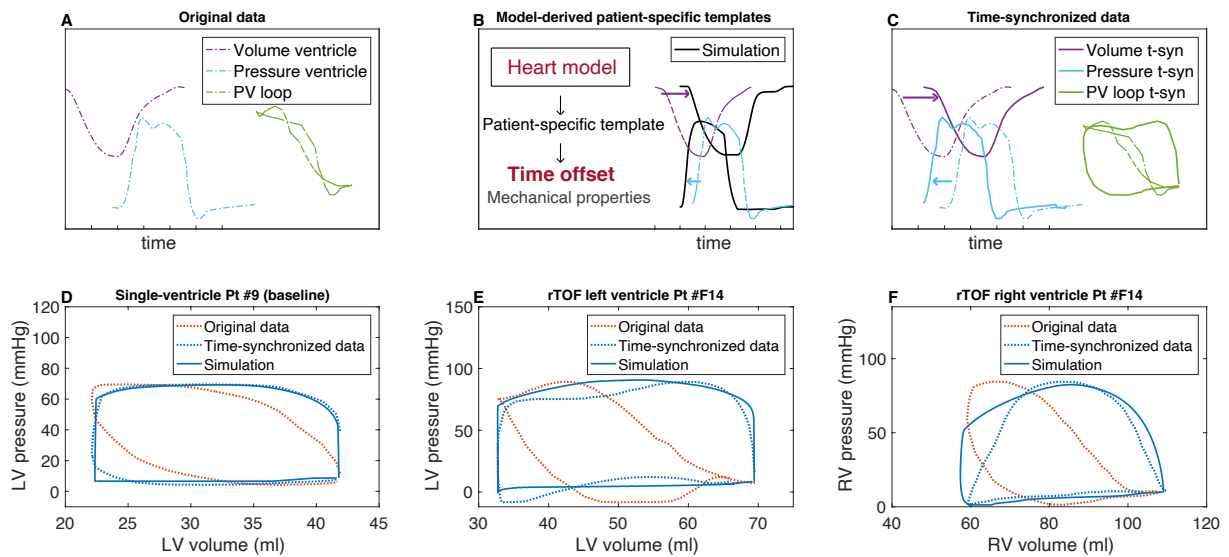 A
Original data
Volume ventricle
Pressure ventricle
PV loop
time
B
Model-derived patient-specific templates
Simulation
Heart model
Patient-specific template
Time offset
Mechanical properties
time
C
Time-synchronized data
Volume t-syn
Pressure t-syn
PV loop t-syn
time
D
Single-ventricle Pt #9 (baseline)
Original data
Time-synchronized data
Simulation
LV pressure (mmHg)
120
100
80
60
40
20
0
20
25
30
35
40
45
LV volume (ml)
E
rTOF left ventricle Pt #F14
Original data
Time-synchronized data
Simulation
LV pressure (mmHg)
150
100
50
0
30
40
50
60
70
LV volume (ml)
F
rTOF right ventricle Pt #F14
Original data
Time-synchronized data
Simulation
RV pressure (mmHg)
100
50
0
40
60
80
100
120
RV volume (ml)